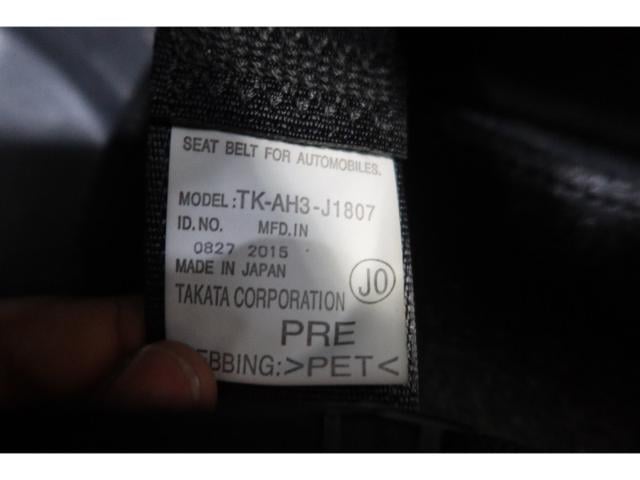 SEAT BELT FOR AUTOMOBILES.
MODEL:TK-AH3-J1807
ID.NO. MFD.IN
0827 2015
MADE IN JAPAN
JO
TAKATA CORPORATION
PRE
EBBING:>PET<